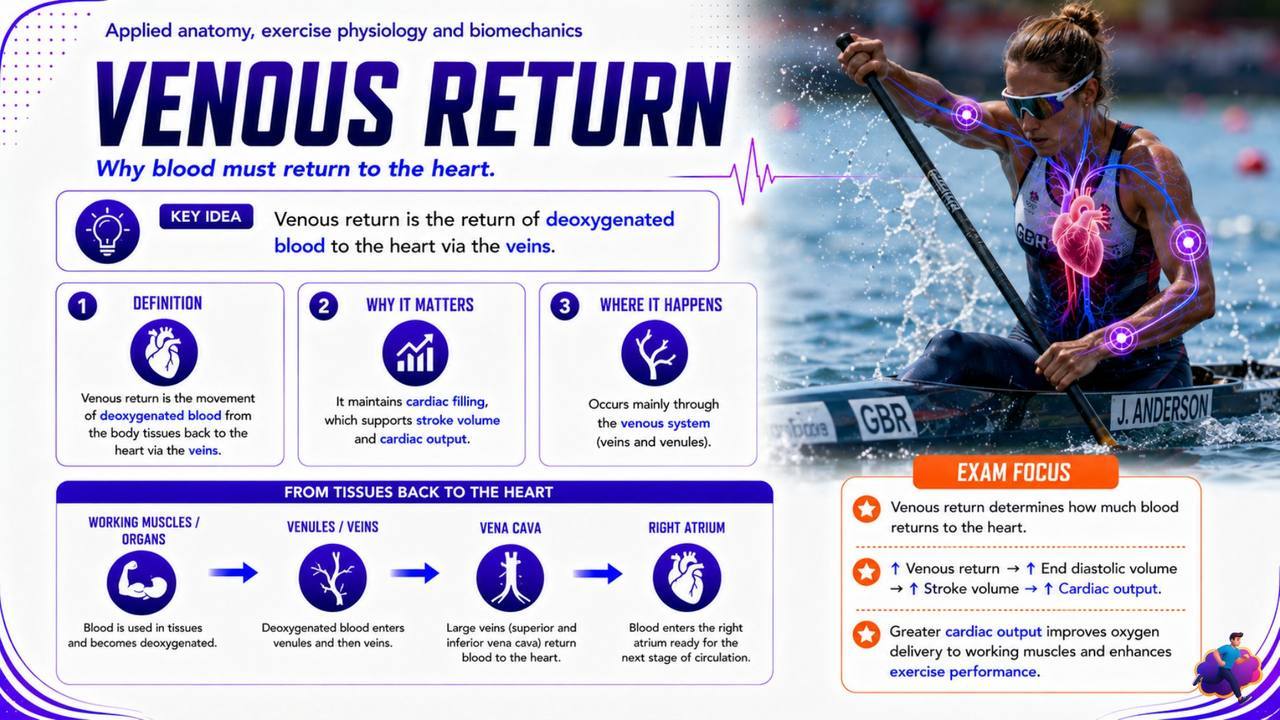 Applied anatomy, exercise physiology and biomechanics
VENOUS RETURN
Why blood must return to the heart.
KEY IDEA
Venous return is the return of deoxygenated
blood to the heart via the veins.
1
DEFINITION
Venous return is the movement
of deoxygenated blood from
the body tissues back to the
heart via the veins.
2
WHY IT MATTERS
It maintains cardiac filling,
which supports stroke volume
and cardiac output.
3
WHERE IT HAPPENS
Occurs mainly through
the venous system
(veins and venules).
FROM TISSUES BACK TO THE HEART
WORKING MUSCLES /
ORGANS
Blood is used in tissues
and becomes deoxygenated.
VENULES / VEINS
Deoxygenated blood enters
venules and then veins.
VENA CAVA
Large veins (superior and
inferior vena cava) return
blood to the heart.
RIGHT ATRIUM
Blood enters the right
atrium ready for the
next stage of circulation.
GBR
GBR
J. ANDERSON
EXAM FOCUS
Venous return determines how much blood
returns to the heart.
↑ Venous return → ↑ End diastolic volume
→ ↑ Stroke volume → ↑ Cardiac output.
Greater cardiac output improves oxygen
delivery to working muscles and enhances
exercise performance.